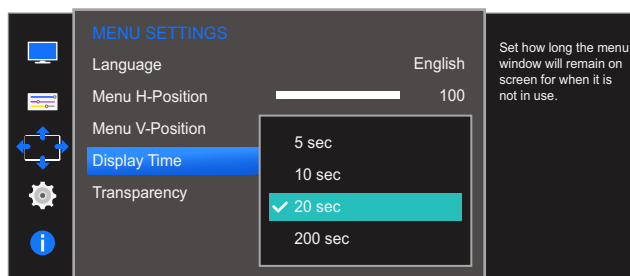 MENU SETTINGS
Language English
Menu H-Position 100
Menu V-Position
Display Time
Transparency
5 sec
10 sec
20 sec
200 sec
Set how long the menu
window will remain on
screen for when it is
not in use.